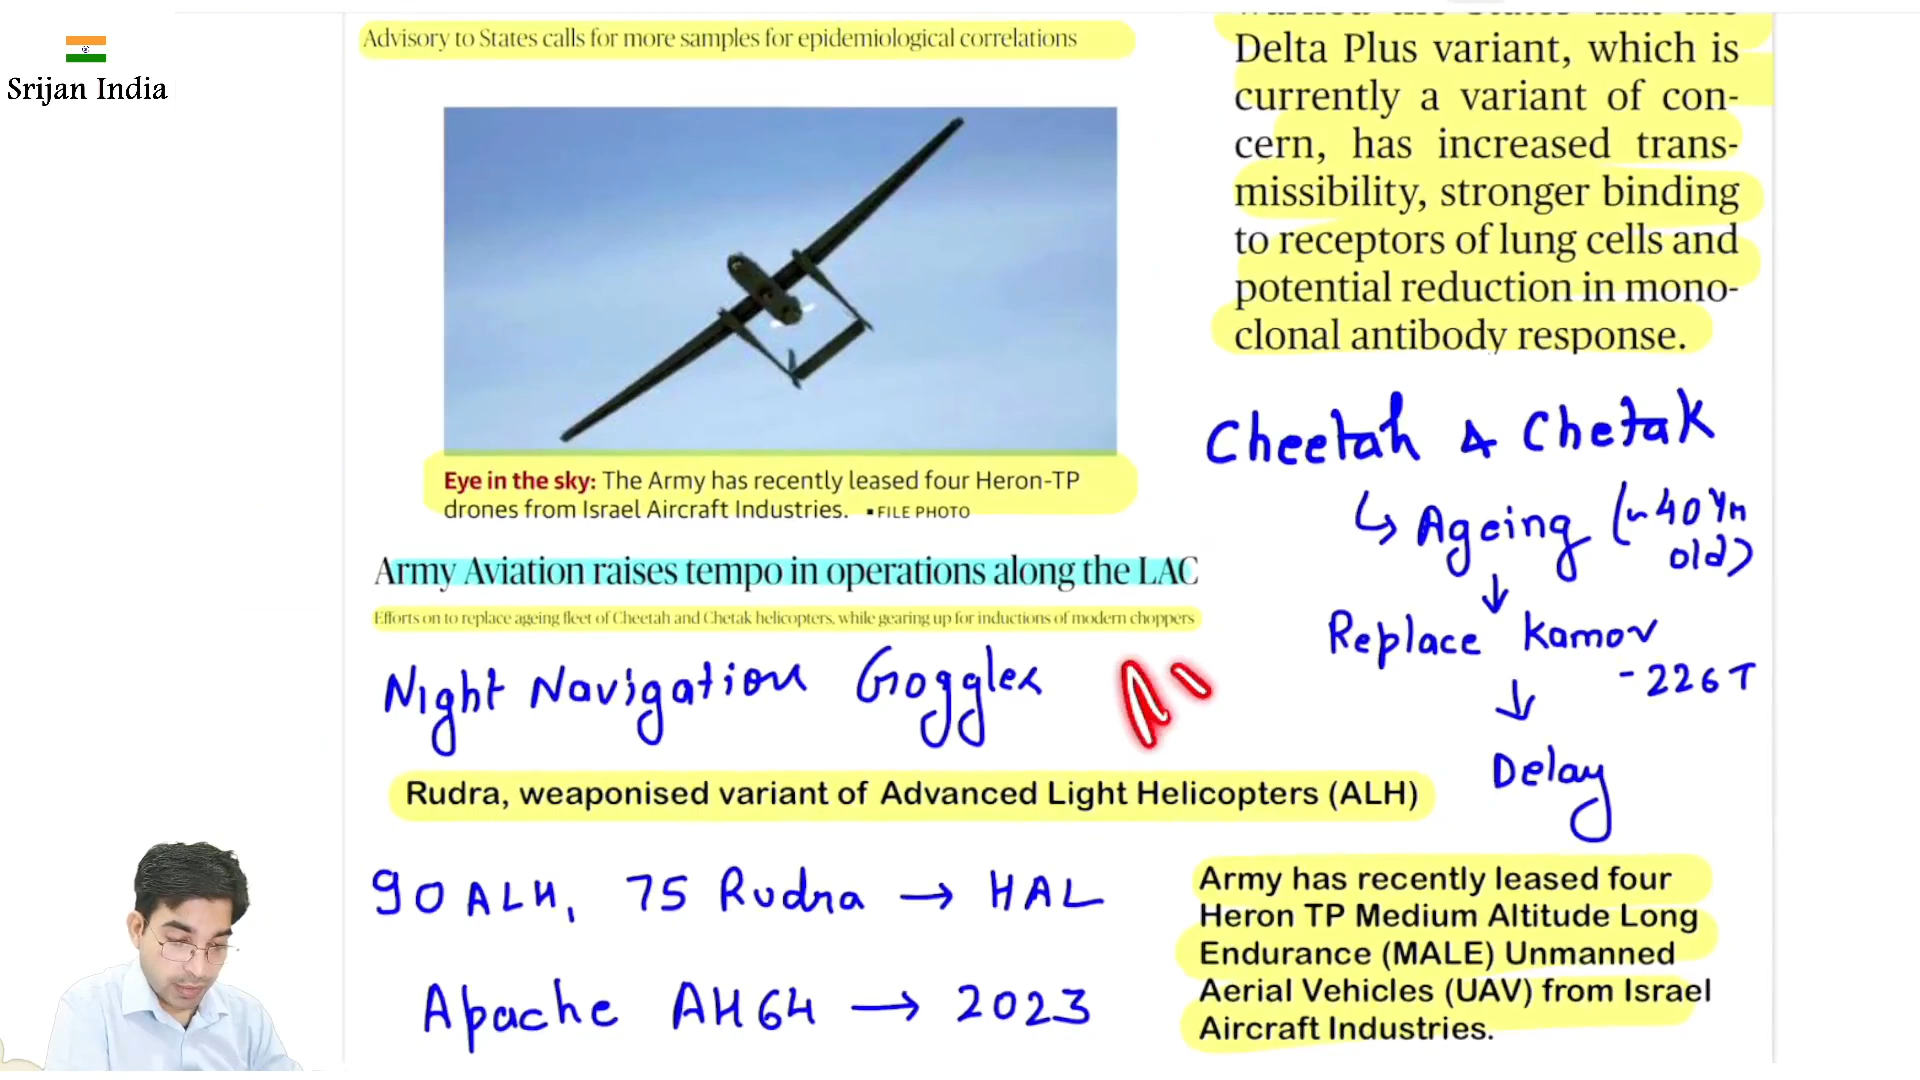 Srijan India
Advisory to States calls for more samples for epidemiological correlations
Eye in the sky: The Army has recently leased four Heron-TP
drones from Israel Aircraft Industries. ▪ FILE PHOTO
Army Aviation raises tempo in operations along the LAC
Efforts on to replace ageing fleet of Cheetah and Chetak helicopters, while gearing up for inductions of modern choppers
Night Navigation Goggles
Rudra, weaponised variant of Advanced Light Helicopters (ALH)
90 ALH, 75 Rudra → HAL
Apache AH64 → 2023
warned the States that the
Delta Plus variant, which is
currently a variant of con-
cern, has increased trans-
missibility, stronger binding
to receptors of lung cells and
potential reduction in mono-
clonal antibody response.
Cheetah & Chetak
↳ Ageing (~40 Yr
old)
↓
Replace Kamov
-226T
↓
Delay
Army has recently leased four
Heron TP Medium Altitude Long
Endurance (MALE) Unmanned
Aerial Vehicles (UAV) from Israel
Aircraft Industries.